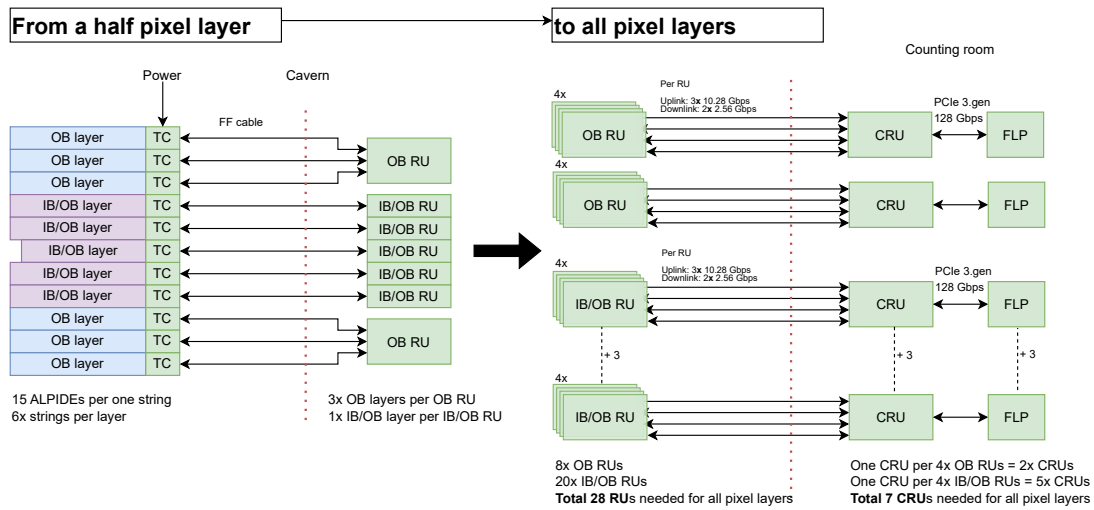 From a half pixel layer
to all pixel layers
Counting room
Power
Cavern
FF cable
OB layer TC
OB layer TC
OB layer TC
IB/OB layer TC
IB/OB layer TC
IB/OB layer TC
IB/OB layer TC
IB/OB layer TC
OB layer TC
OB layer TC
OB layer TC
OB RU
IB/OB RU
IB/OB RU
IB/OB RU
IB/OB RU
IB/OB RU
OB RU
15 ALPIDEs per one string
6x strings per layer
3x OB layers per OB RU
1x IB/OB layer per IB/OB RU
4x
Per RU
Uplink: 3x 10.28 Gbps
Downlink: 2x 2.56 Gbps
OB RU
CRU
PCIe 3.gen
128 Gbps
FLP
4x
OB RU
CRU
FLP
4x
Per RU
Uplink: 3x 10.28 Gbps
Downlink: 2x 2.56 Gbps
IB/OB RU
CRU
PCIe 3.gen
128 Gbps
FLP
+ 3
+ 3
+ 3
4x
IB/OB RU
CRU
FLP
8x OB RUs
20x IB/OB RUs
Total 28 RUs needed for all pixel layers
One CRU per 4x OB RUs = 2x CRUs
One CRU per 4x IB/OB RUs = 5x CRUs
Total 7 CRUs needed for all pixel layers